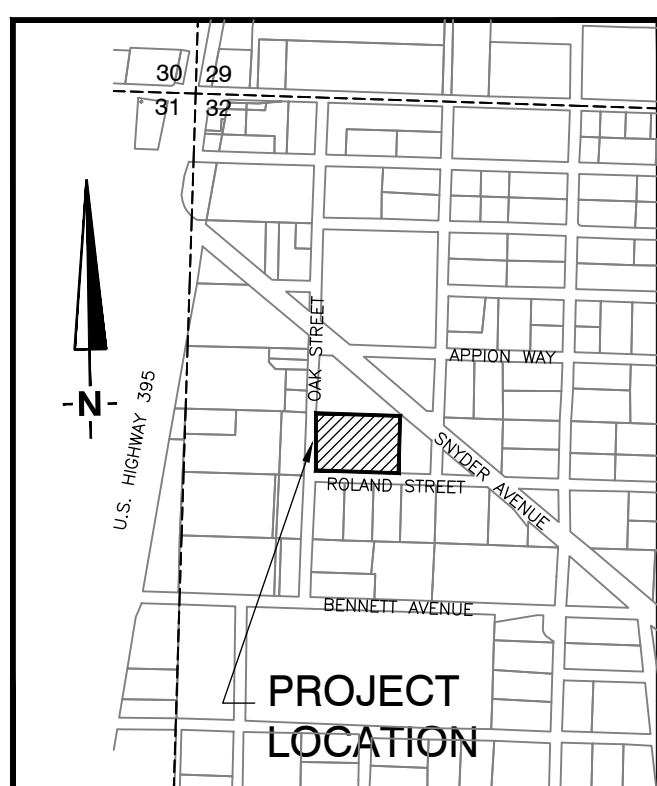 30 29
31 32
OAK STREET
APPION WAY
U.S. HIGHWAY 395
-N-
SNYDER AVENUE
ROLAND STREET
BENNETT AVENUE
PROJECT
LOCATION